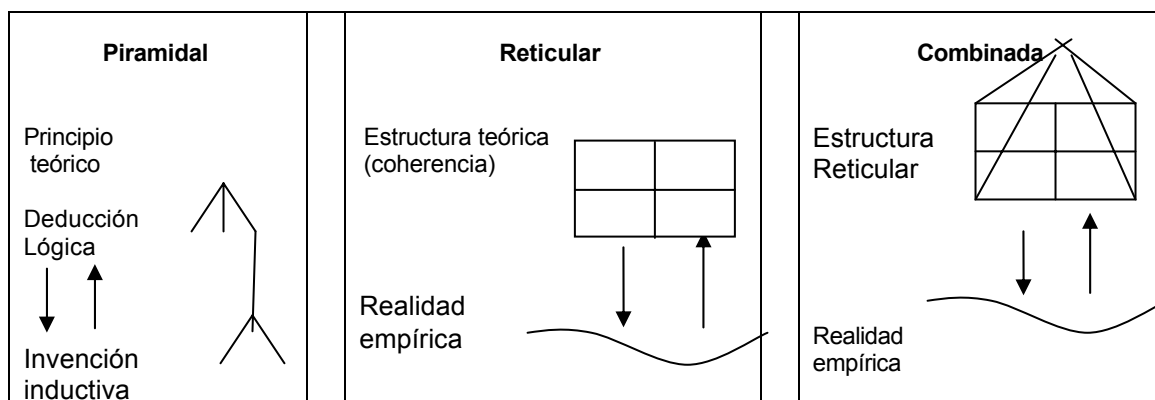 Piramidal
Principio
teórico
Deducción
Lógica
Invención
inductiva
Reticular
Estructura teórica
(coherencia)
Realidad
empírica
Combinada
Estructura
Reticular
Realidad
empírica